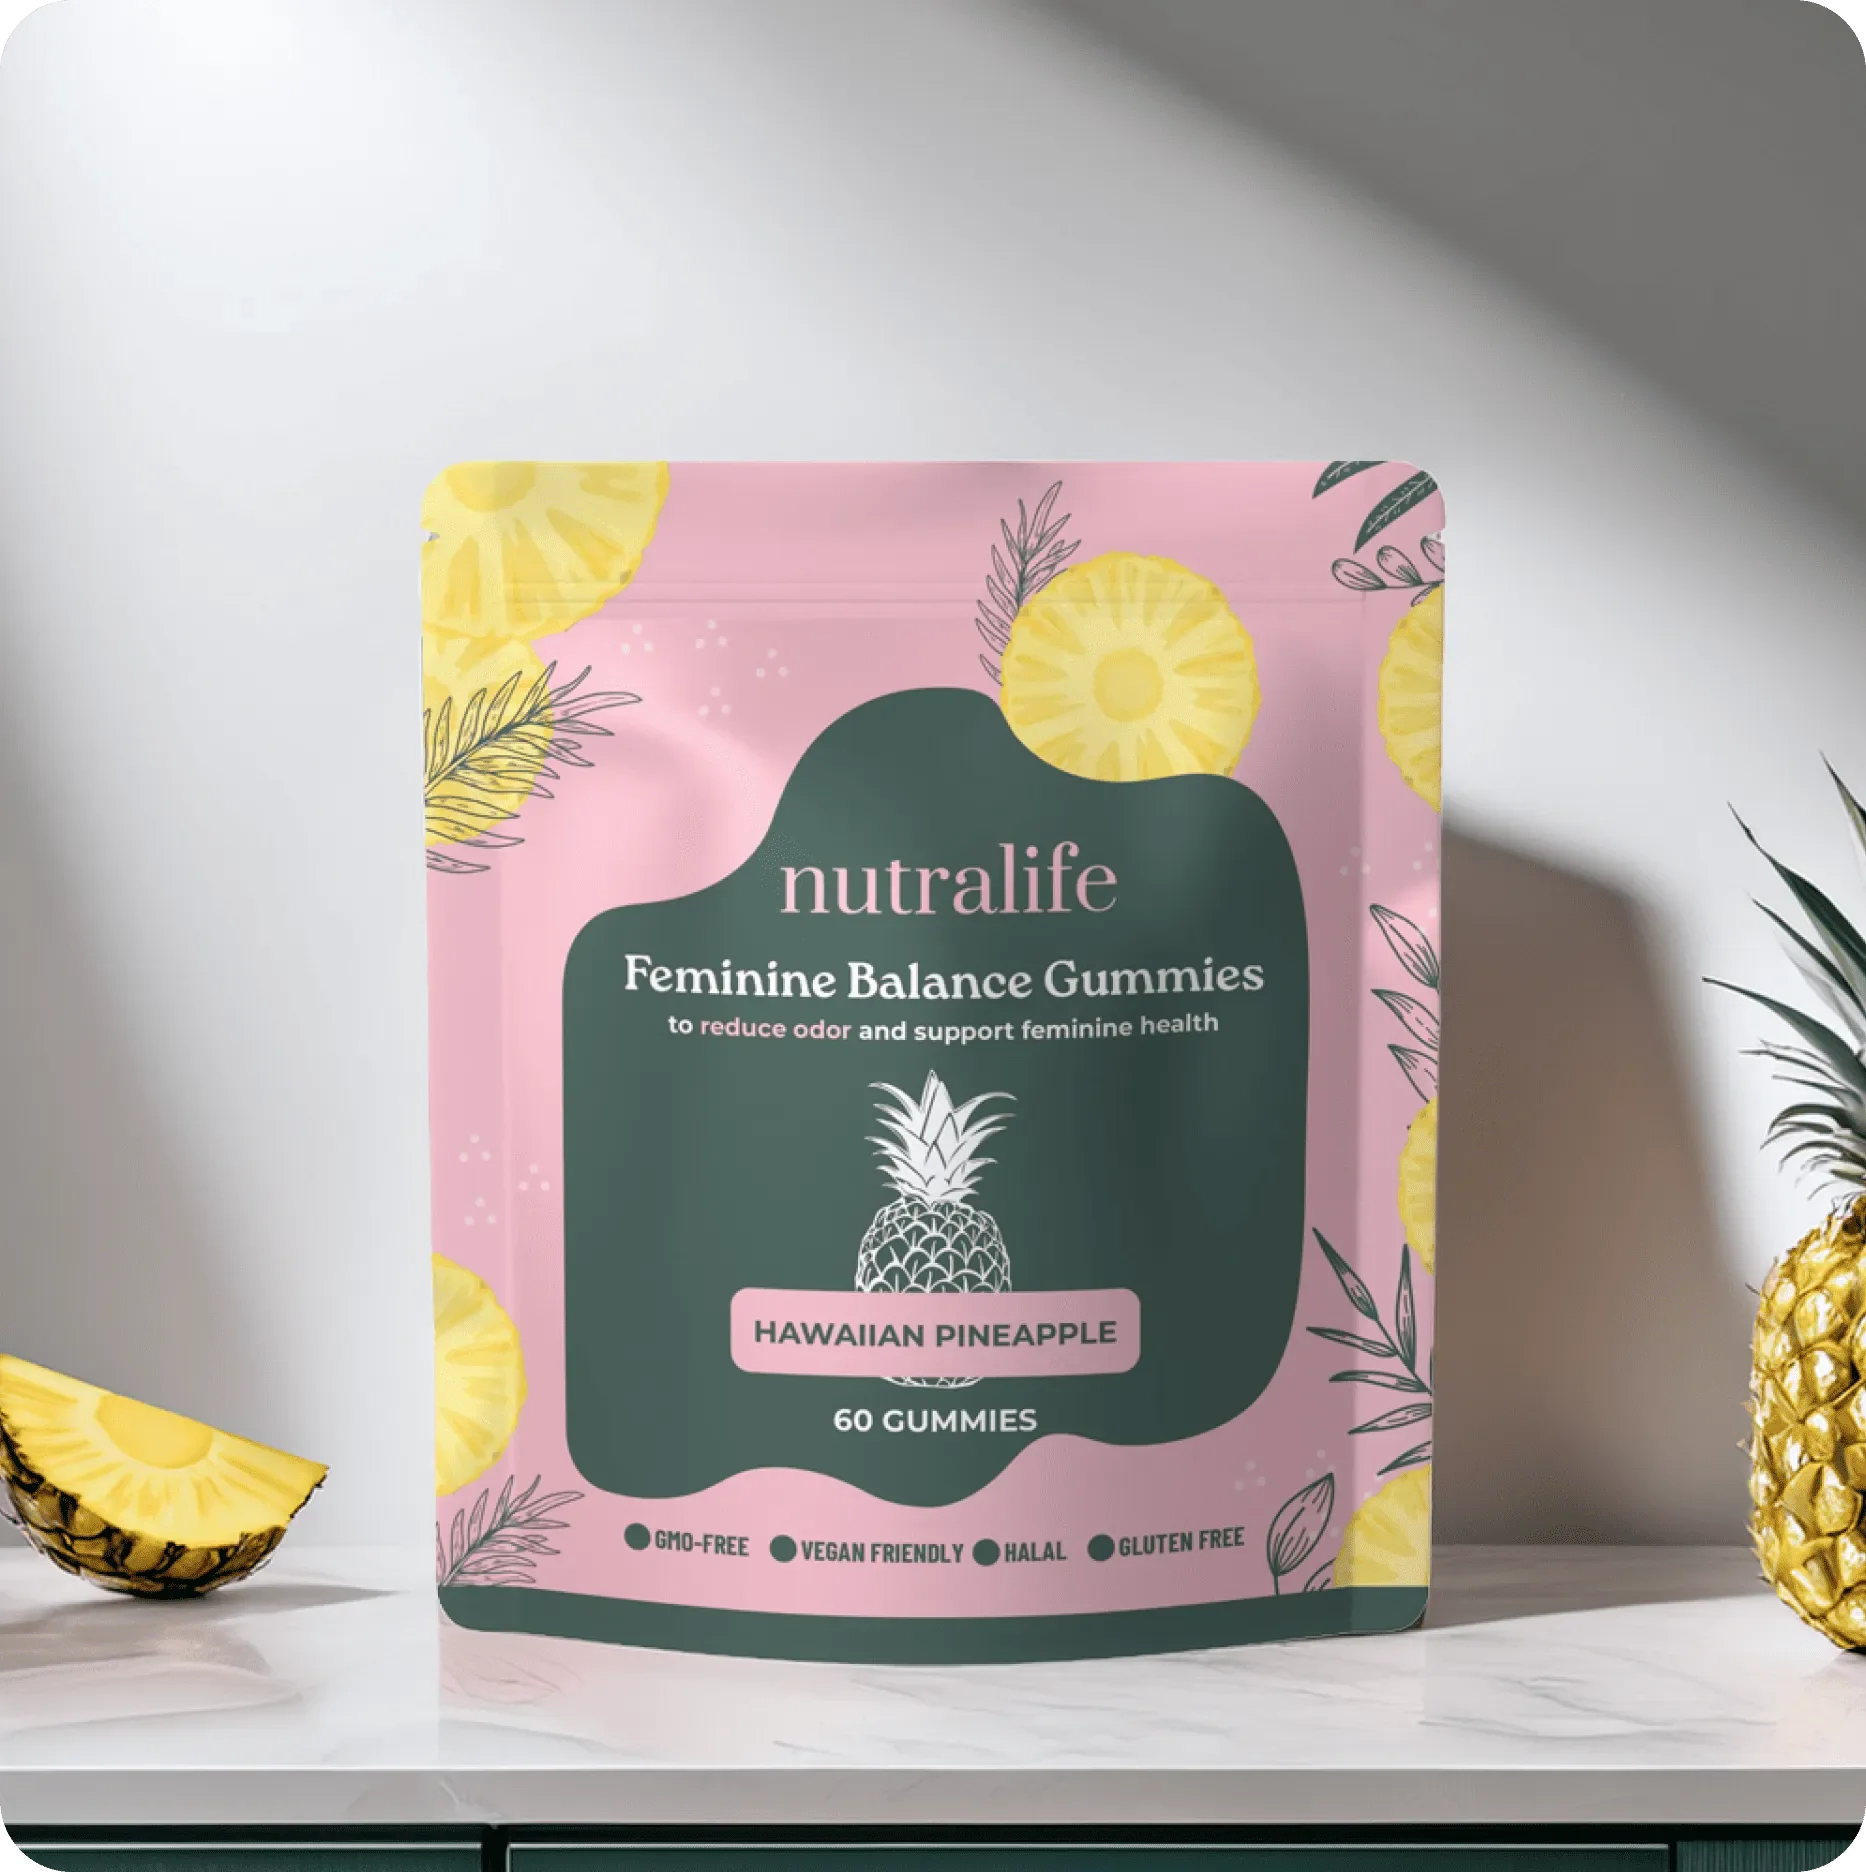 nutralife
Feminine Balance Gummies
to reduce odor and support feminine health
HAWAIIAN PINEAPPLE
60 GUMMIES
GMO-FREE VEGAN FRIENDLY HALAL GLUTEN FREE